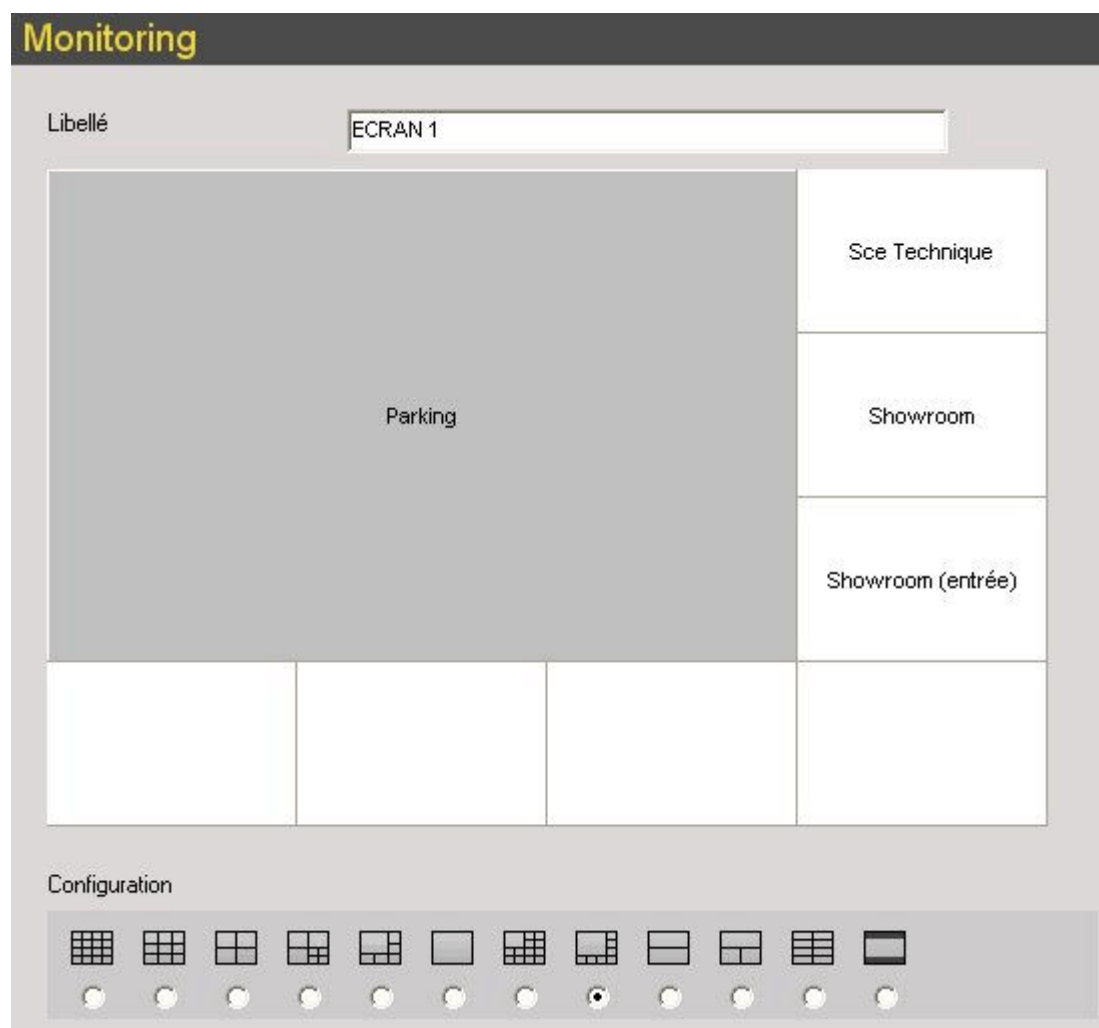 Monitoring
Libellé
ECRAN 1
Sce Technique
Parking
Showroom
Showroom (entrée)
Configuration